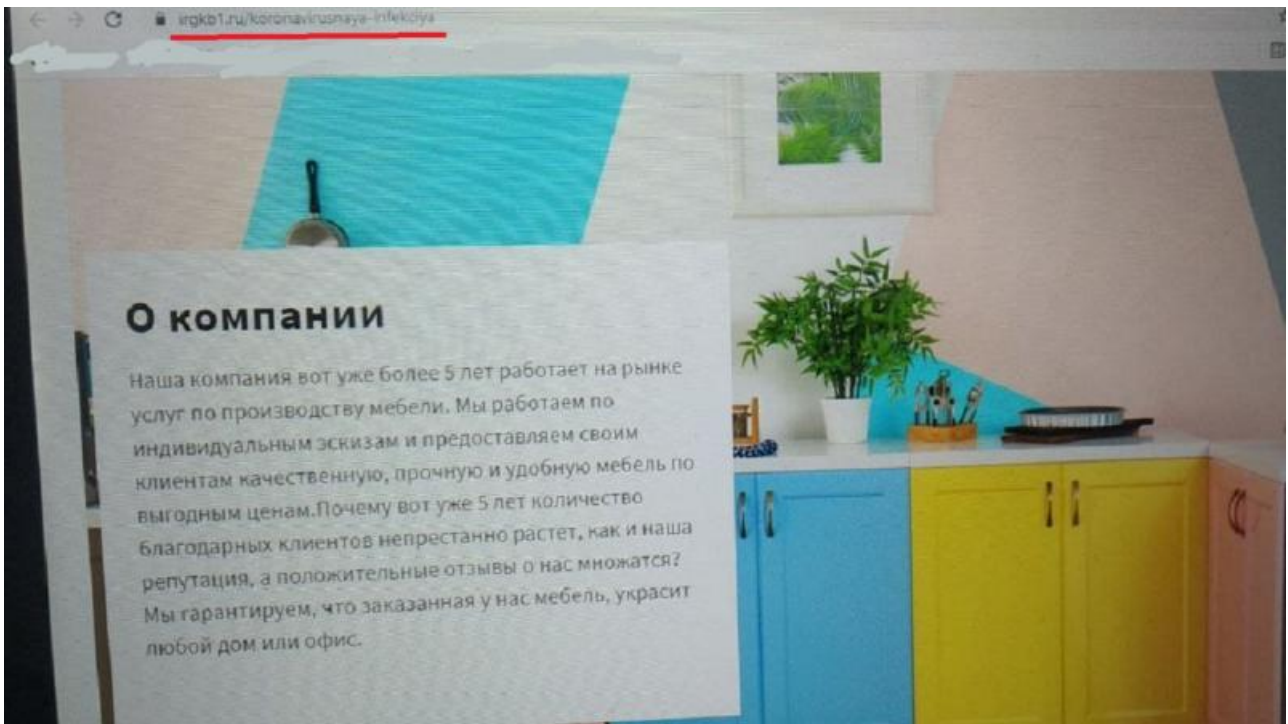 irgkb1.ru/koronavirusnaya-infekciya
О компании
Наша компания вот уже более 5 лет работает на рынке
услуг по производству мебели. Мы работаем по
индивидуальным эскизам и предоставляем своим
клиентам качественную, прочную и удобную мебель по
выгодным ценам.Почему вот уже 5 лет количество
благодарных клиентов непрестанно растет, как и наша
репутация, а положительные отзывы о нас множатся?
Мы гарантируем, что заказанная у нас мебель, украсит
любой дом или офис.